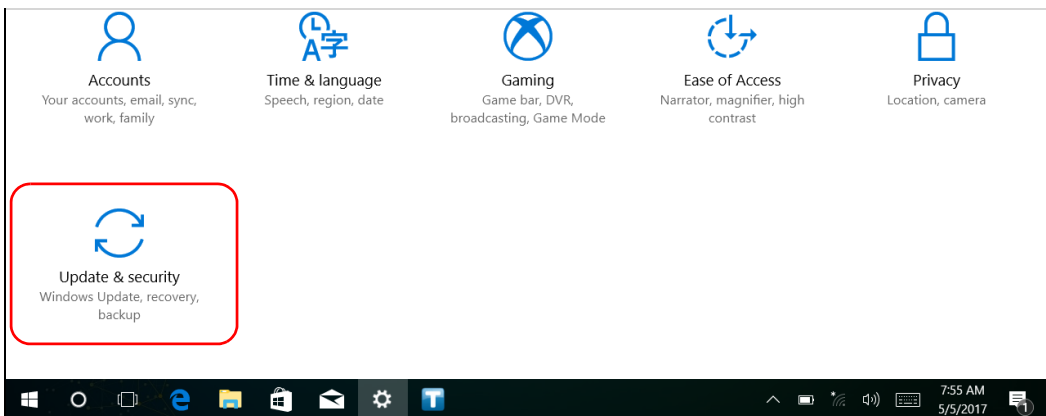 Accounts
Your accounts, email, sync,
work, family
Time & language
Speech, region, date
Gaming
Game bar, DVR,
broadcasting, Game Mode
Ease of Access
Narrator, magnifier, high
contrast
Privacy
Location, camera
Update & security
Windows Update, recovery,
backup
7:55 AM
5/5/2017
1